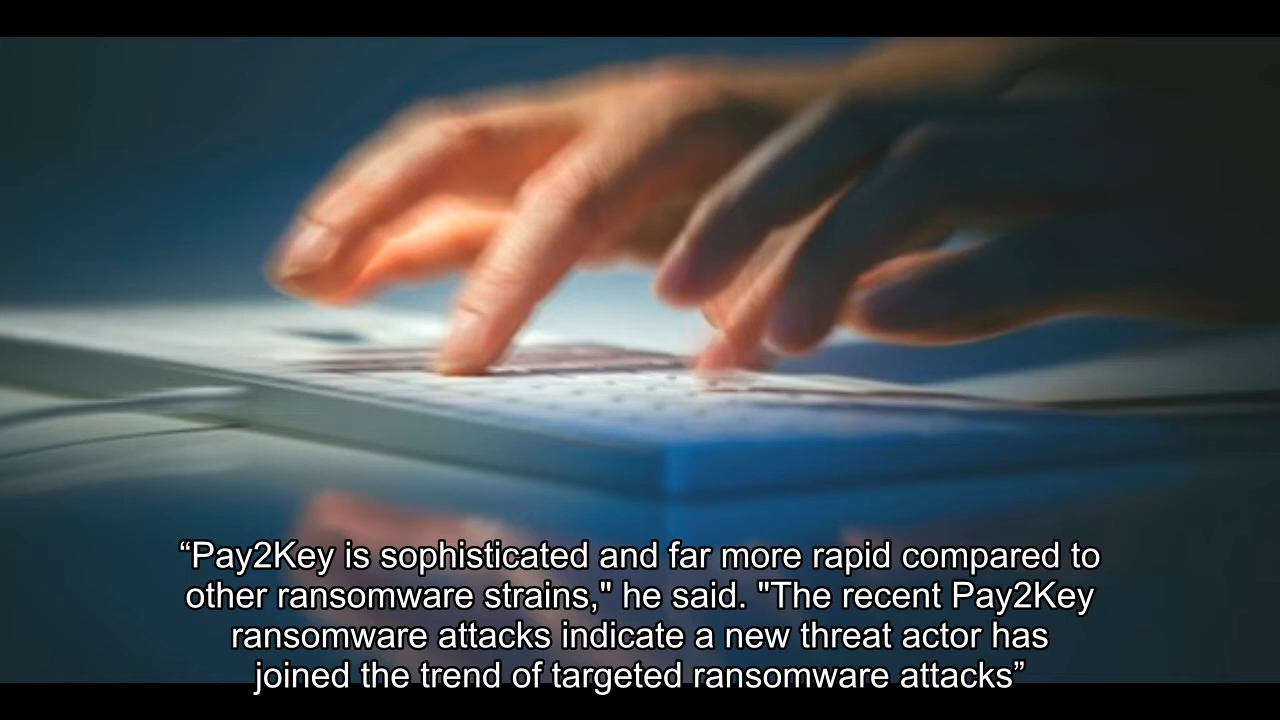 “Pay2Key is sophisticated and far more rapid compared to
other ransomware strains," he said. "The recent Pay2Key
ransomware attacks indicate a new threat actor has
joined the trend of targeted ransomware attacks”